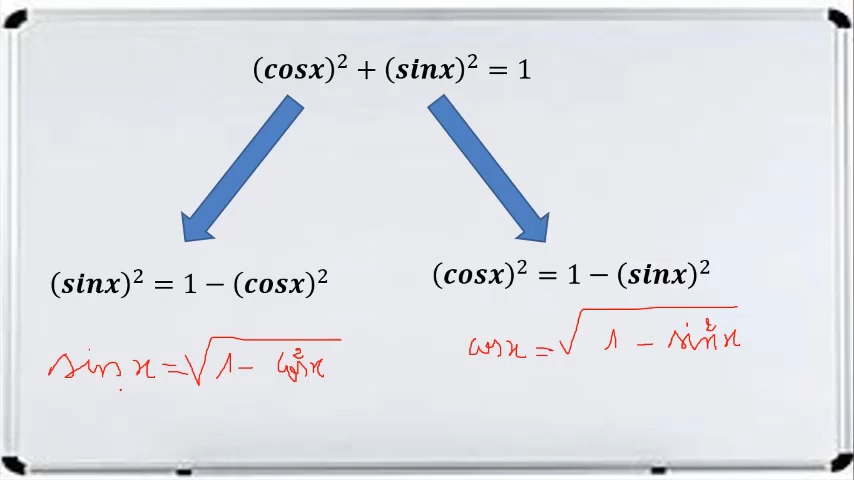 (cosx)² + (sinx)² = 1
(sinx)² = 1 − (cosx)²
(cosx)² = 1 − (sinx)²
sin x = √(1 − cos²x)
cos x = √(1 − sin²x)